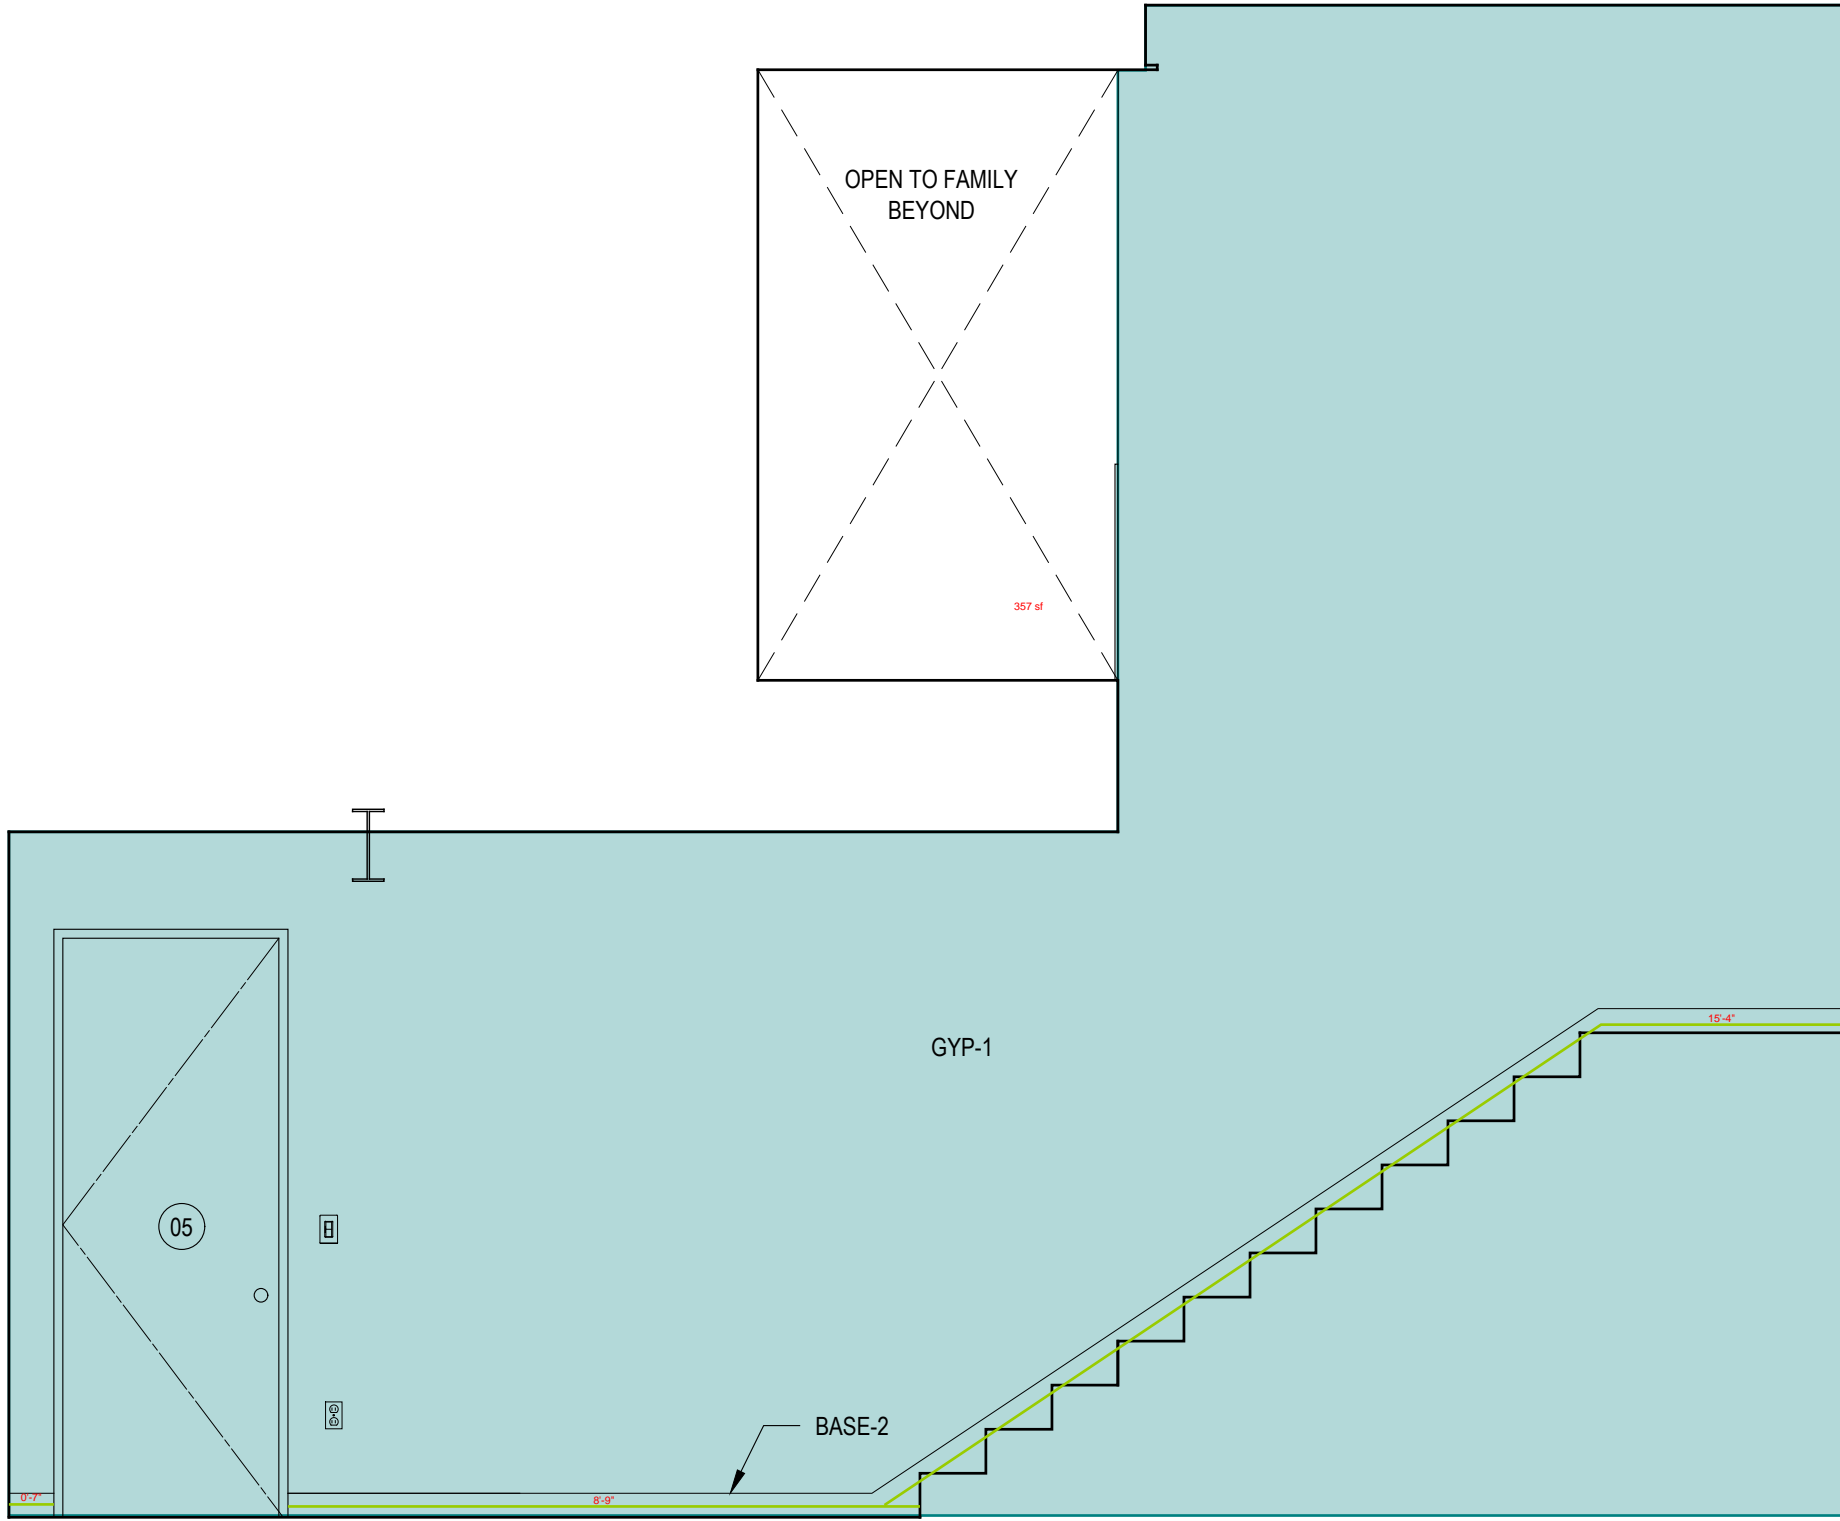 OPEN TO FAMILY
BEYOND
357 sf
15'-4"
GYP-1
05
BASE-2
0'-7"
8'-9"